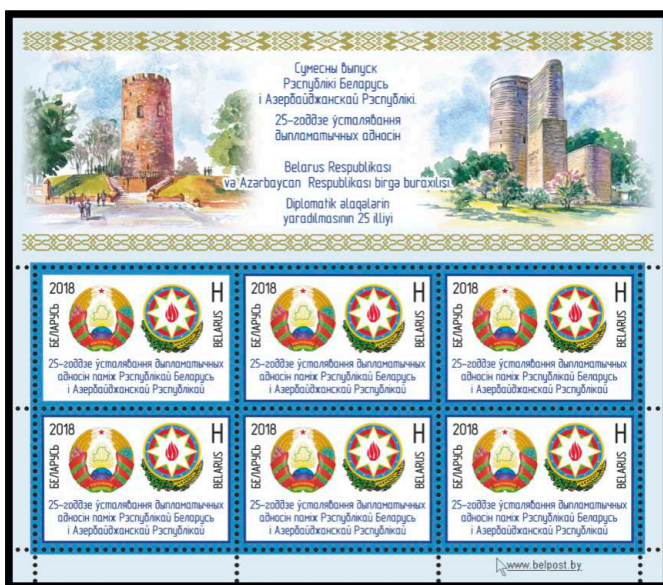 Сумесны выпуск
Рэспублікі Беларусь
і Азербайджанскай Рэспублікі.
25-годдзе ўсталявання
дыпламатычных адносін
Belarus Respublikası
və Azərbaycan Respublikası birgə buraxılışı.
Diplomatik əlaqələrin
yaradılmasının 25 illiyi
2018 H
БЕЛАРУСЬ BELARUS
25-годдзе ўсталявання дыпламатычных
адносін паміж Рэспублікай Беларусь
і Азербайджанскай Рэспублікай
2018 H
БЕЛАРУСЬ BELARUS
25-годдзе ўсталявання дыпламатычных
адносін паміж Рэспублікай Беларусь
і Азербайджанскай Рэспублікай
2018 H
БЕЛАРУСЬ BELARUS
25-годдзе ўсталявання дыпламатычных
адносін паміж Рэспублікай Беларусь
і Азербайджанскай Рэспублікай
2018 H
БЕЛАРУСЬ BELARUS
25-годдзе ўсталявання дыпламатычных
адносін паміж Рэспублікай Беларусь
і Азербайджанскай Рэспублікай
2018 H
БЕЛАРУСЬ BELARUS
25-годдзе ўсталявання дыпламатычных
адносін паміж Рэспублікай Беларусь
і Азербайджанскай Рэспублікай
2018 H
БЕЛАРУСЬ BELARUS
25-годдзе ўсталявання дыпламатычных
адносін паміж Рэспублікай Беларусь
і Азербайджанскай Рэспублікай
www.belpost.by